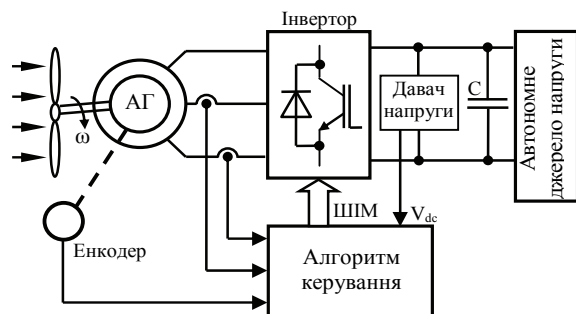 Інвертор
АГ
ω
Давач
напруги
C
Автономне
джерело напруги
ШІМ
V_dc
Енкодер
Алгоритм
керування